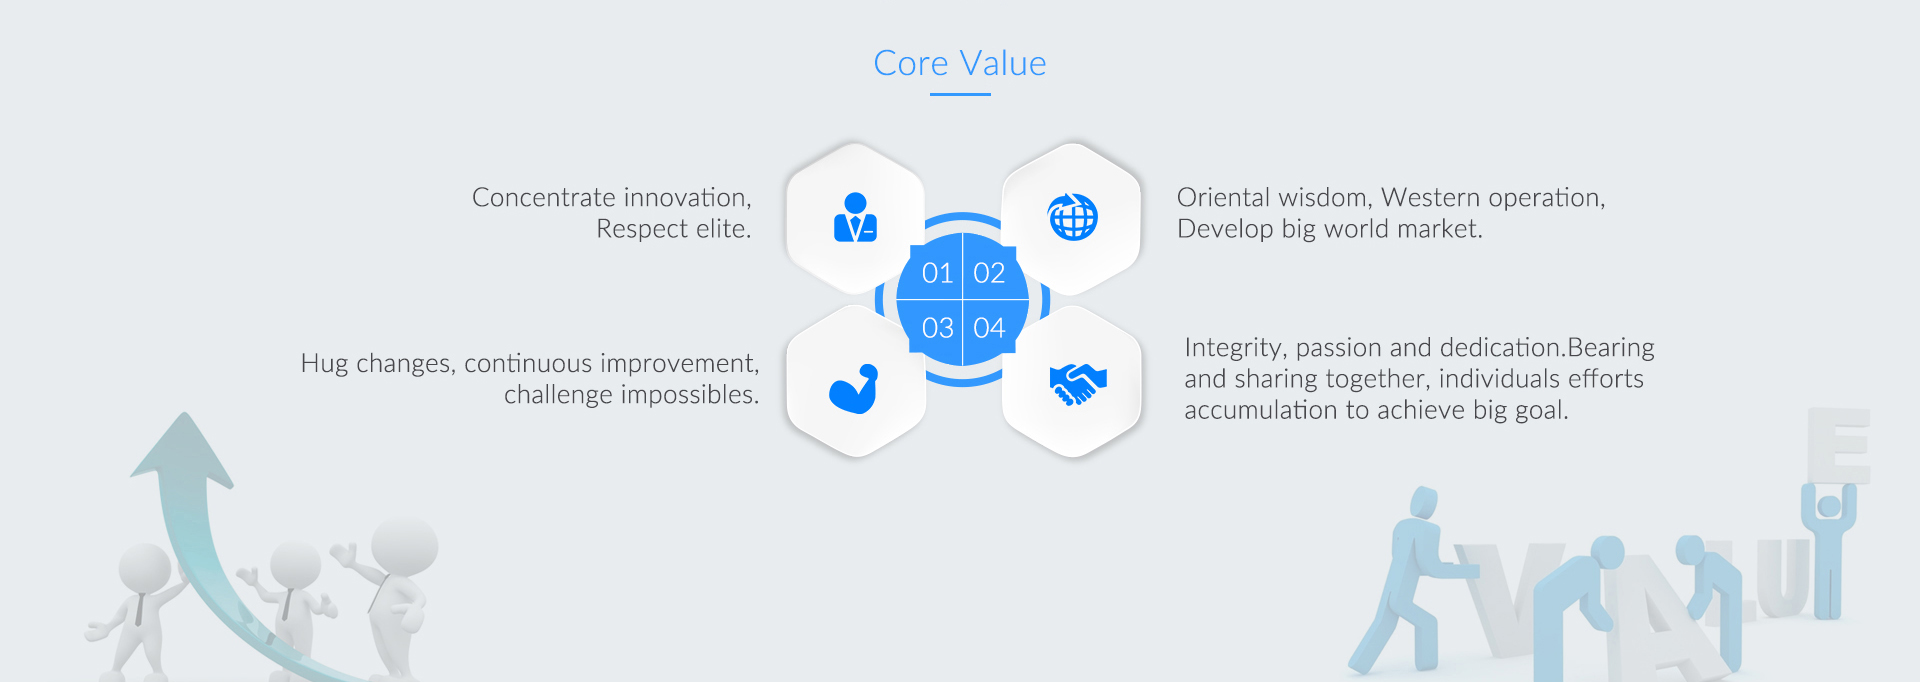 Core Value
Concentrate innovation,
Respect elite.
Oriental wisdom, Western operation,
Develop big world market.
01 02
03 04
Hug changes, continuous improvement,
challenge impossibles.
Integrity, passion and dedication.Bearing
and sharing together, individuals efforts
accumulation to achieve big goal.
VALUE